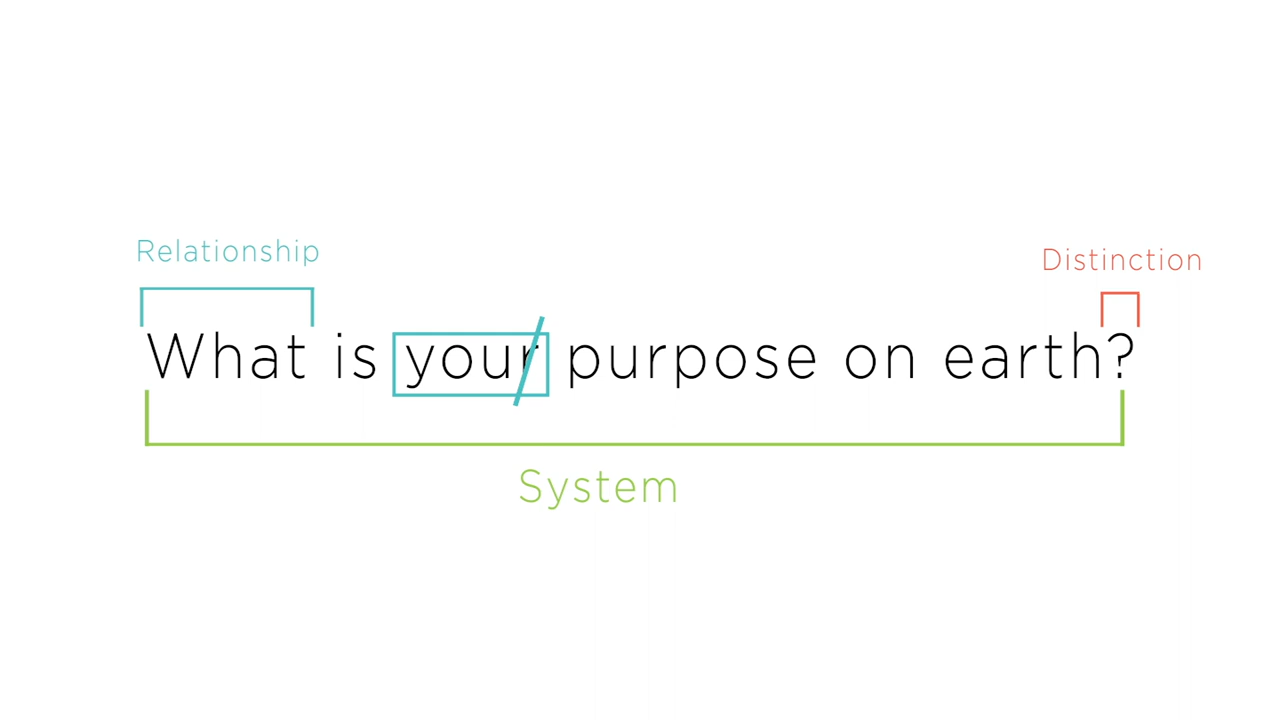 Relationship
Distinction
What is your purpose on earth?
System